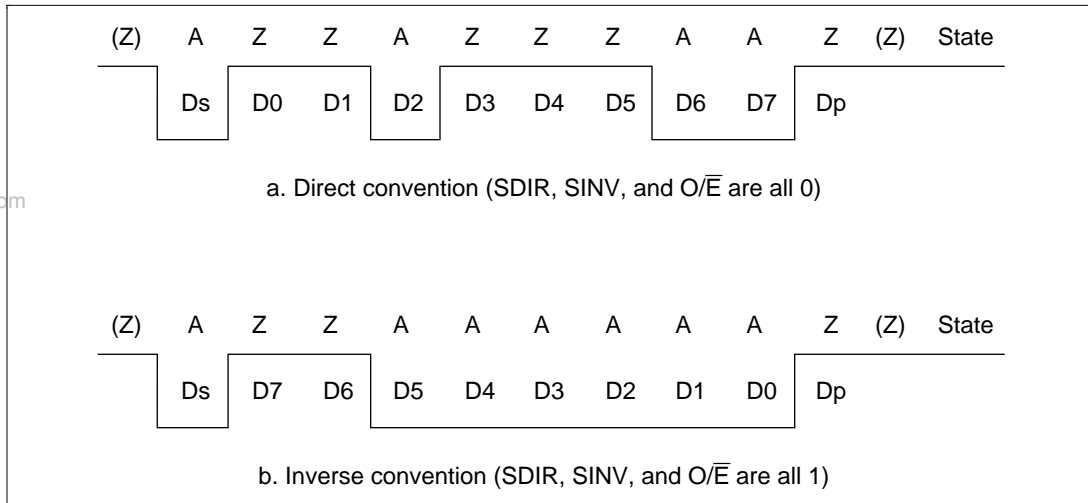 (Z) A Z Z A Z Z Z A A Z (Z) State
Ds D0 D1 D2 D3 D4 D5 D6 D7 Dp
a. Direct convention (SDIR, SINV, and O/E̅ are all 0)
om
(Z) A Z Z A A A A A A Z (Z) State
Ds D7 D6 D5 D4 D3 D2 D1 D0 Dp
b. Inverse convention (SDIR, SINV, and O/E̅ are all 1)